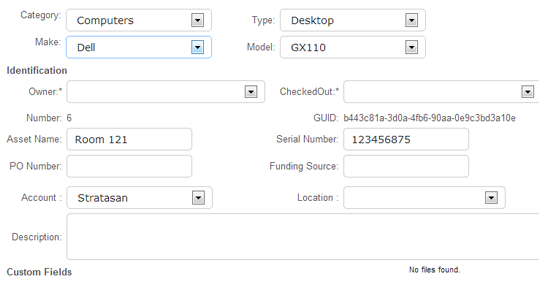 Category: Computers Type: Desktop
Make: Dell Model: GX110
Identification
Owner:* CheckedOut:*
Number: 6 GUID: b443c81a-3d0a-4fb6-90aa-0e9c3bd3a10e
Asset Name: Room 121 Serial Number: 123456875
PO Number: Funding Source:
Account : Stratasan Location :
Description:
Custom Fields No files found.